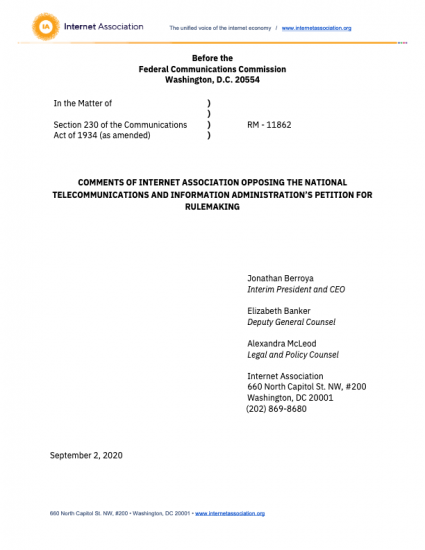 IA Internet Association The unified voice of the internet economy / www.internetassociation.org
Before the
Federal Communications Commission
Washington, D.C. 20554
In the Matter of )
)
Section 230 of the Communications ) RM - 11862
Act of 1934 (as amended) )
COMMENTS OF INTERNET ASSOCIATION OPPOSING THE NATIONAL
TELECOMMUNICATIONS AND INFORMATION ADMINISTRATION'S PETITION FOR
RULEMAKING
Jonathan Berroya
Interim President and CEO
Elizabeth Banker
Deputy General Counsel
Alexandra McLeod
Legal and Policy Counsel
Internet Association
660 North Capitol St. NW, #200
Washington, DC 20001
(202) 869-8680
September 2, 2020
660 North Capitol St. NW, #200 • Washington, DC 20001 • www.internetassociation.org